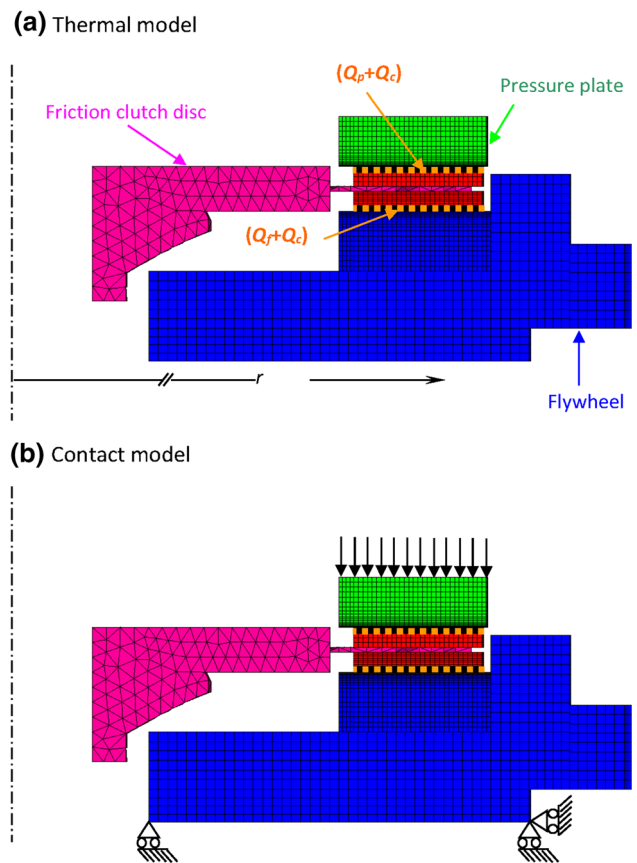 (a) Thermal model
(Qp+Qc)
Pressure plate
Friction clutch disc
(Qf+Qc)
r
Flywheel
(b) Contact model